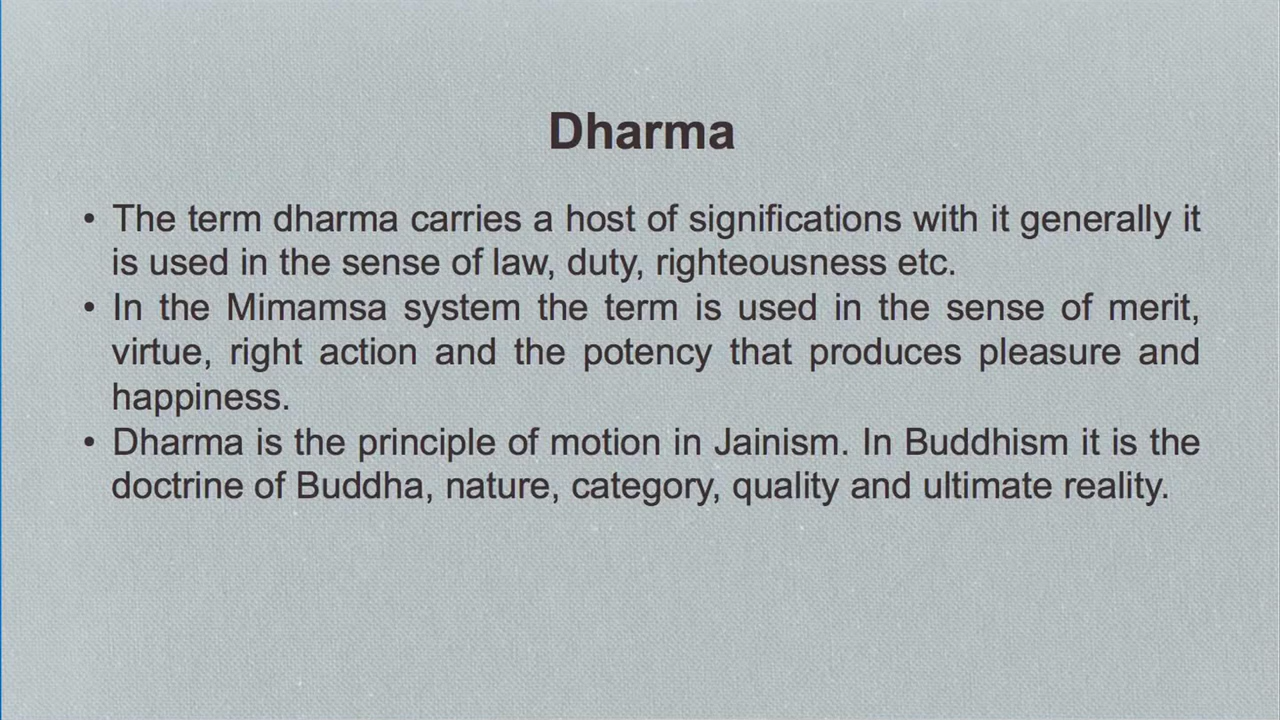 Dharma
• The term dharma carries a host of significations with it generally it
is used in the sense of law, duty, righteousness etc.
• In the Mimamsa system the term is used in the sense of merit,
virtue, right action and the potency that produces pleasure and
happiness.
• Dharma is the principle of motion in Jainism. In Buddhism it is the
doctrine of Buddha, nature, category, quality and ultimate reality.